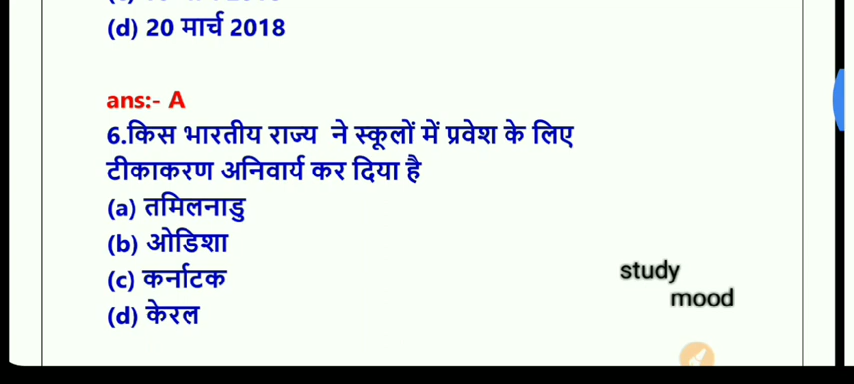 (d) 20 मार्च 2018
ans:- A
6.किस भारतीय राज्य ने स्कूलों में प्रवेश के लिए
टीकाकरण अनिवार्य कर दिया है
(a) तमिलनाडु
(b) ओडिशा
(c) कर्नाटक
(d) केरल
study
mood